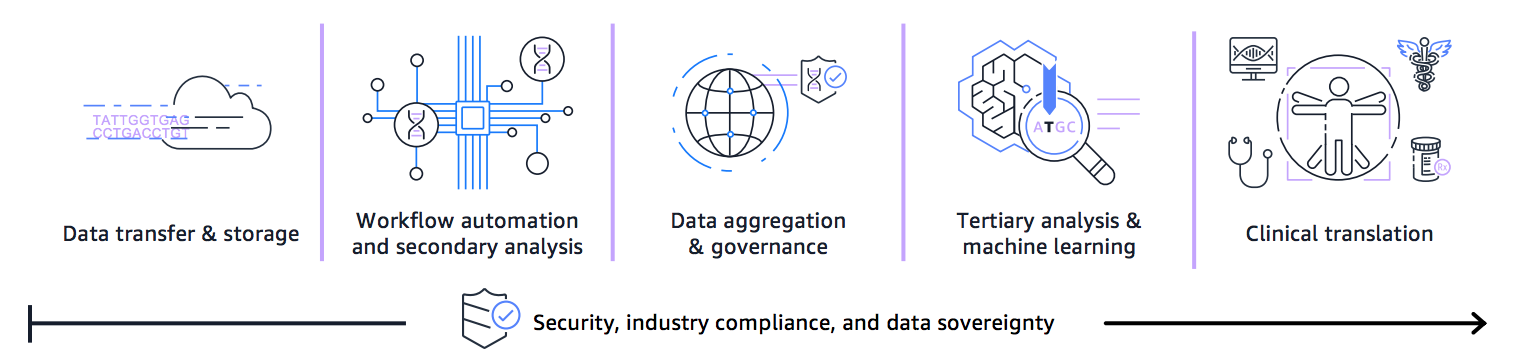 TATTGGTGAG
CCTGACCTGT
ATGC
Rx
Data transfer & storage
Workflow automation
and secondary analysis
Data aggregation
& governance
Tertiary analysis &
machine learning
Clinical translation
Security, industry compliance, and data sovereignty